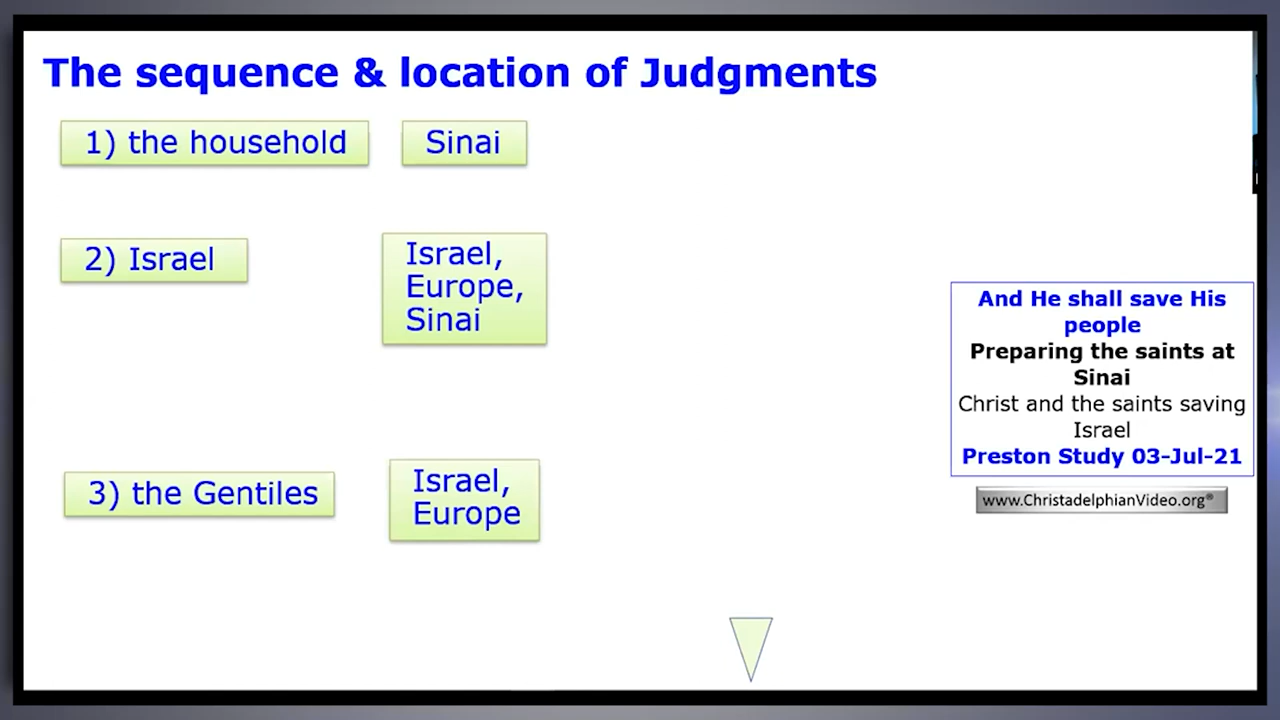 The sequence & location of Judgments
1) the household
Sinai
2) Israel
Israel,
Europe,
Sinai
3) the Gentiles
Israel,
Europe
And He shall save His
people
Preparing the saints at
Sinai
Christ and the saints saving
Israel
Preston Study 03-Jul-21
www.ChristadelphianVideo.org®